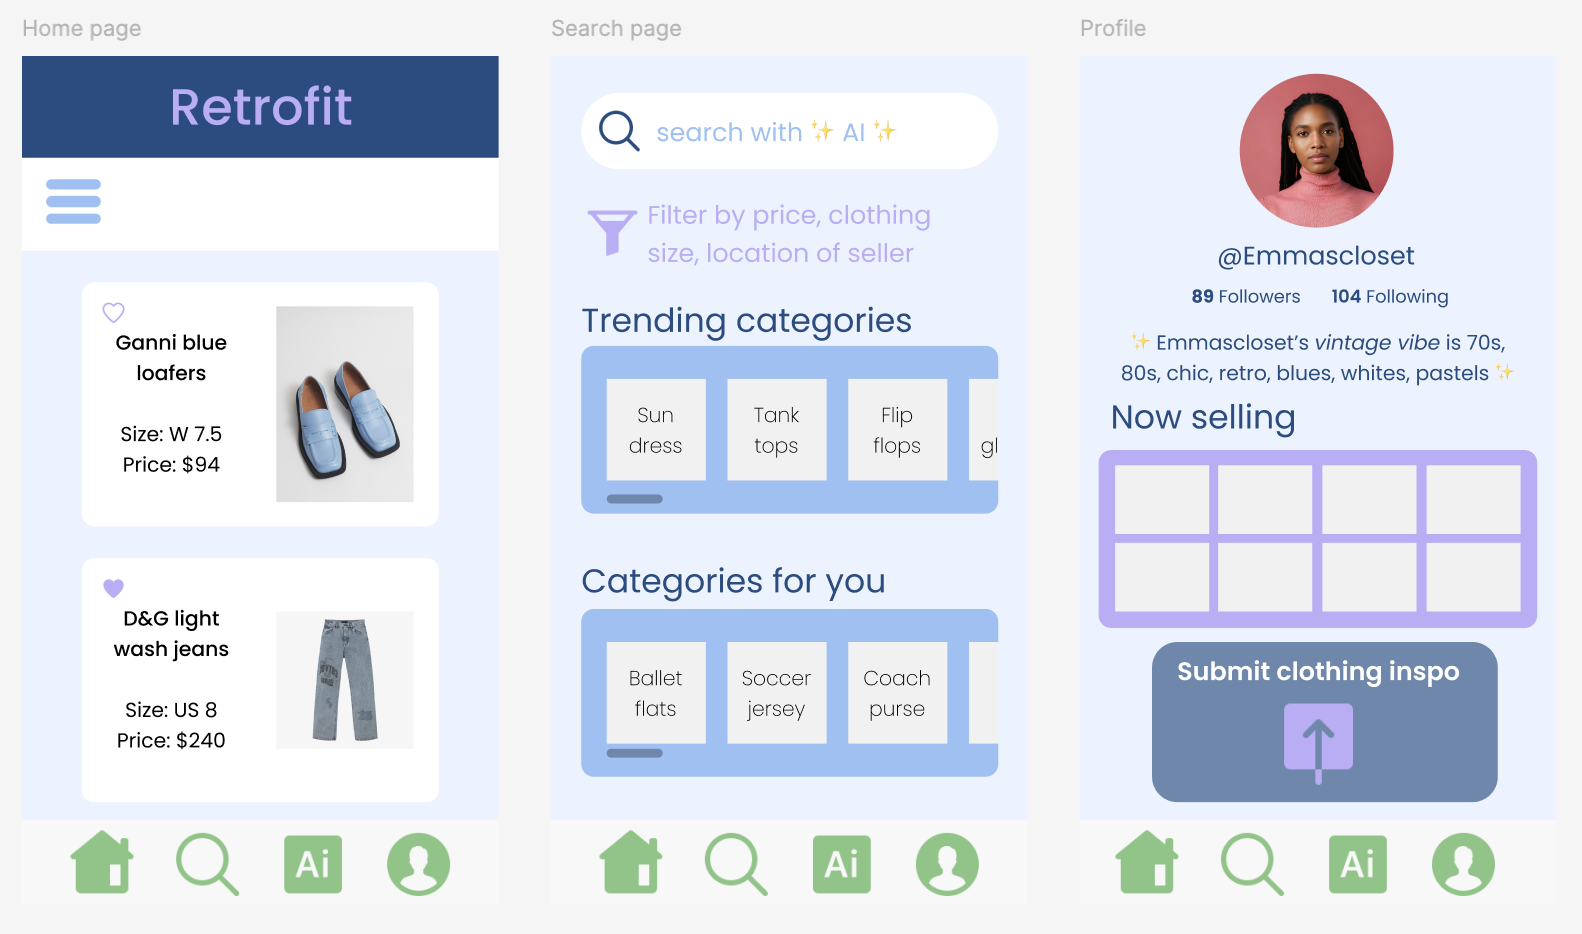 Home page
Retrofit
Ganni blue
loafers
Size: W 7.5
Price: $94
D&G light
wash jeans
Size: US 8
Price: $240
Ai
Search page
search with ✨ AI ✨
Filter by price, clothing
size, location of seller
Trending categories
Sun
dress
Tank
tops
Flip
flops
gl
Categories for you
Ballet
flats
Soccer
jersey
Coach
purse
Ai
Profile
@Emmascloset
89 Followers 104 Following
✨ Emmascloset’s vintage vibe is 70s,
80s, chic, retro, blues, whites, pastels ✨
Now selling
Submit clothing inspo
Ai